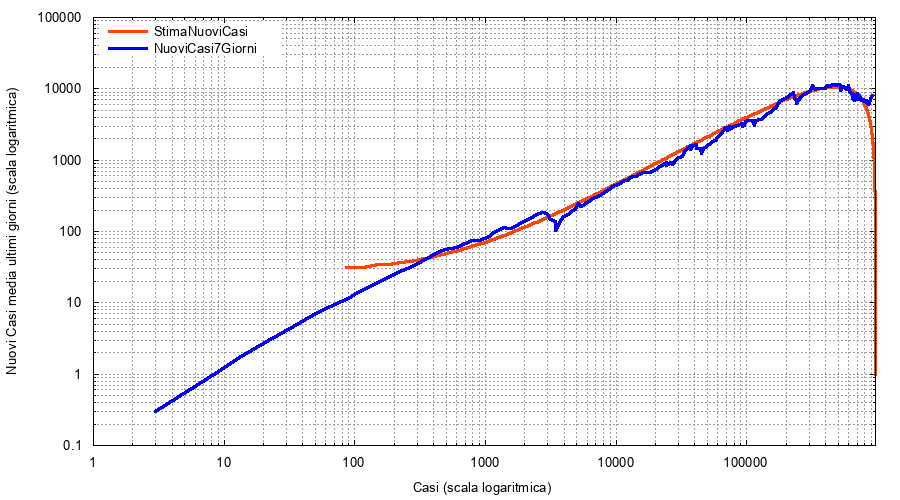 100000
10000
1000
100
10
1
0.1
StimaNuoviCasi
NuoviCasi7Giorni
Nuovi Casi media ultimi giorni (scala logaritmica)
1 10 100 1000 10000 100000
Casi (scala logaritmica)